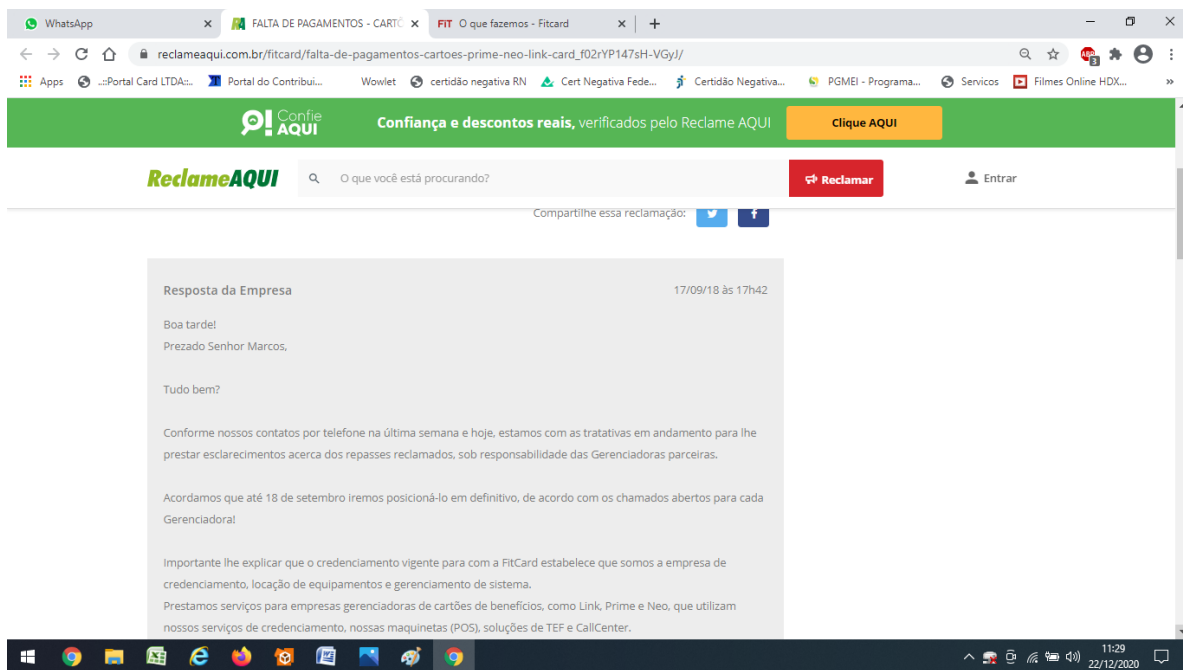 WhatsApp
FALTA DE PAGAMENTOS - CARTÕ
FIT O que fazemos - Fitcard
reclameaqui.com.br/fitcard/falta-de-pagamentos-cartoes-prime-neo-link-card_f02rYP147sH-VGyJ/
ABP
3
Apps
..::Portal Card LTDA::..
Portal do Contribui...
Wowlet
certidão negativa RN
Cert Negativa Fede...
Certidão Negativa...
PGMEI - Programa...
Servicos
Filmes Online HDX...
»
Confie
AQUI
Confiança e descontos reais, verificados pelo Reclame AQUI
Clique AQUI
ReclameAQUI
O que você está procurando?
Reclamar
Entrar
Compartilhe essa reclamação:
Resposta da Empresa
17/09/18 às 17h42
Boa tarde!
Prezado Senhor Marcos,
Tudo bem?
Conforme nossos contatos por telefone na última semana e hoje, estamos com as tratativas em andamento para lhe
prestar esclarecimentos acerca dos repasses reclamados, sob responsabilidade das Gerenciadoras parceiras.
Acordamos que até 18 de setembro iremos posicioná-lo em definitivo, de acordo com os chamados abertos para cada
Gerenciadora!
Importante lhe explicar que o credenciamento vigente para com a FitCard estabelece que somos a empresa de
credenciamento, locação de equipamentos e gerenciamento de sistema.
Prestamos serviços para empresas gerenciadoras de cartões de benefícios, como Link, Prime e Neo, que utilizam
nossos serviços de credenciamento, nossas maquinetas (POS), soluções de TEF e CallCenter.
11:29
22/12/2020